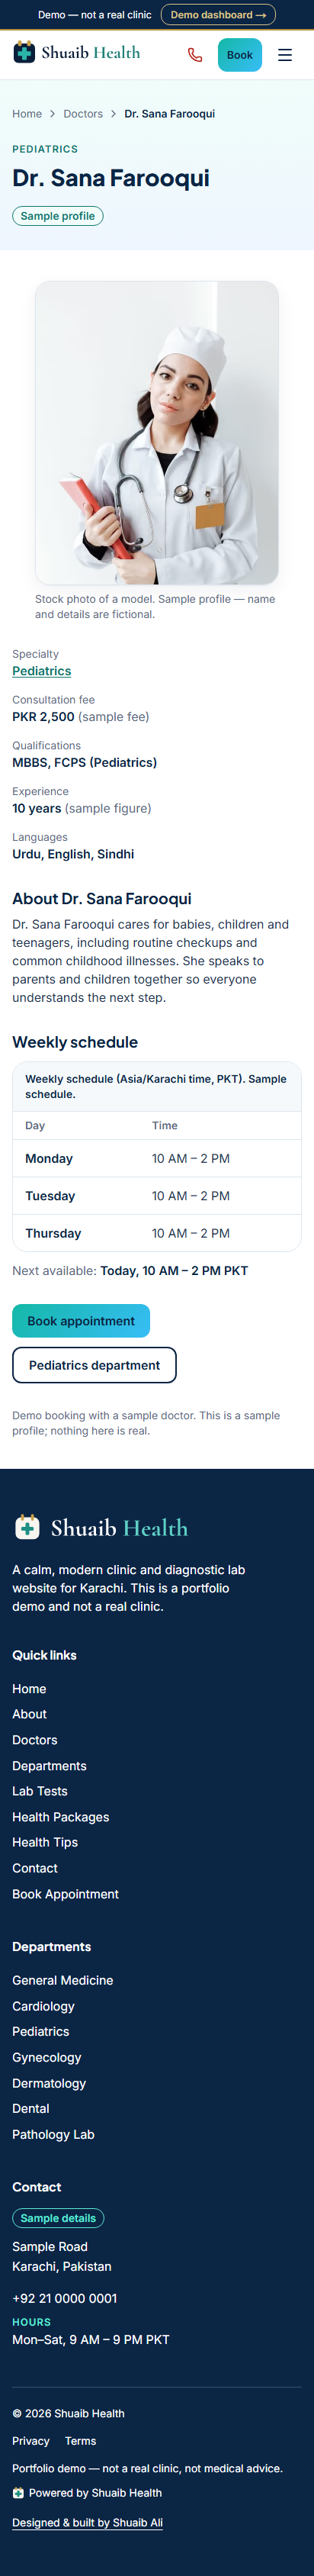 Demo — not a real clinic
Demo dashboard →
Shuaib Health
Book
Home > Doctors > Dr. Sana Farooqui
PEDIATRICS
Dr. Sana Farooqui
Sample profile
Stock photo of a model. Sample profile — name
and details are fictional.
Specialty
Pediatrics
Consultation fee
PKR 2,500 (sample fee)
Qualifications
MBBS, FCPS (Pediatrics)
Experience
10 years (sample figure)
Languages
Urdu, English, Sindhi
About Dr. Sana Farooqui
Dr. Sana Farooqui cares for babies, children and
teenagers, including routine checkups and
common childhood illnesses. She speaks to
parents and children together so everyone
understands the next step.
Weekly schedule
Weekly schedule (Asia/Karachi time, PKT). Sample
schedule.
Day Time
Monday 10 AM – 2 PM
Tuesday 10 AM – 2 PM
Thursday 10 AM – 2 PM
Next available: Today, 10 AM – 2 PM PKT
Book appointment
Pediatrics department
Demo booking with a sample doctor. This is a sample
profile; nothing here is real.
Shuaib Health
A calm, modern clinic and diagnostic lab
website for Karachi. This is a portfolio
demo and not a real clinic.
Quick links
Home
About
Doctors
Departments
Lab Tests
Health Packages
Health Tips
Contact
Book Appointment
Departments
General Medicine
Cardiology
Pediatrics
Gynecology
Dermatology
Dental
Pathology Lab
Contact
Sample details
Sample Road
Karachi, Pakistan
+92 21 0000 0001
HOURS
Mon–Sat, 9 AM – 9 PM PKT
© 2026 Shuaib Health
Privacy Terms
Portfolio demo — not a real clinic, not medical advice.
Powered by Shuaib Health
Designed & built by Shuaib Ali